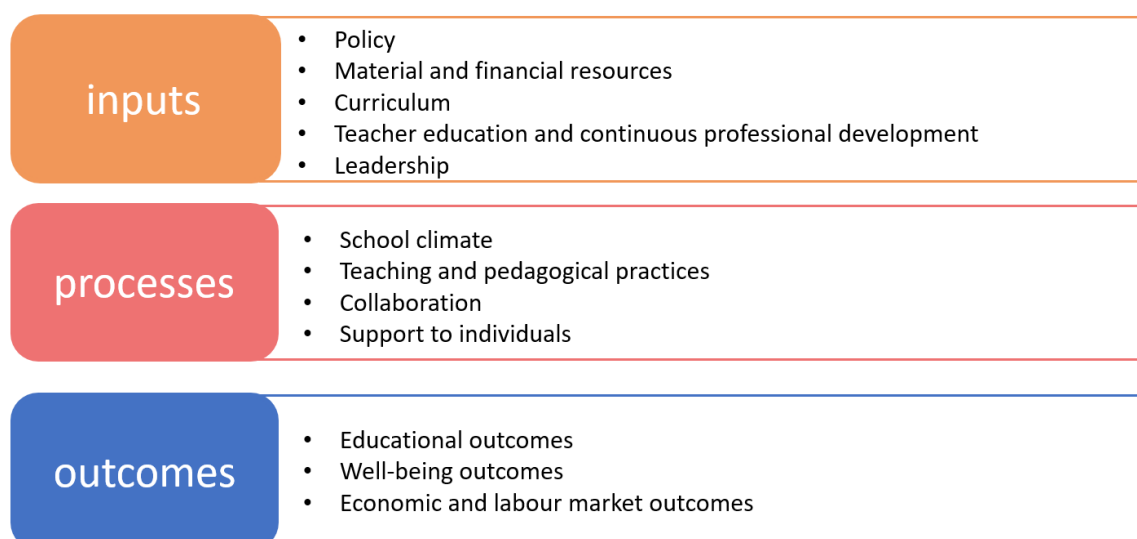 inputs
• Policy
• Material and financial resources
• Curriculum
• Teacher education and continuous professional development
• Leadership
processes
• School climate
• Teaching and pedagogical practices
• Collaboration
• Support to individuals
outcomes
• Educational outcomes
• Well-being outcomes
• Economic and labour market outcomes